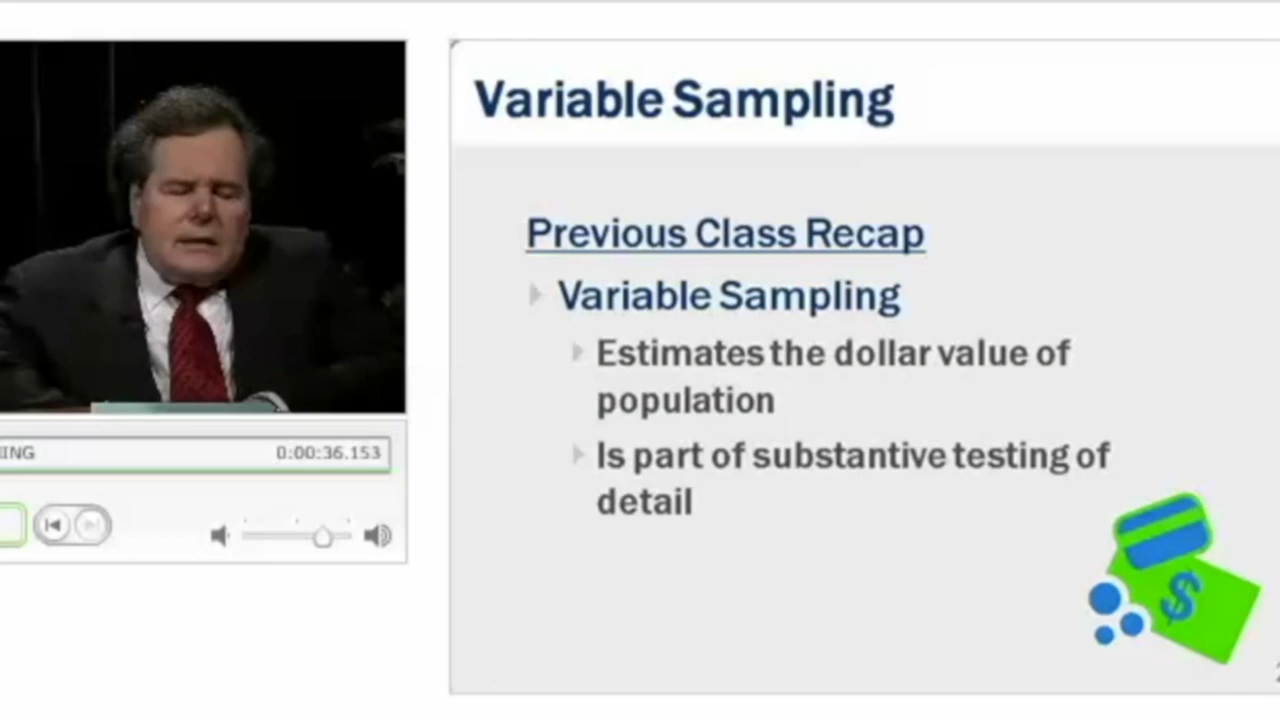 Variable Sampling
Previous Class Recap
Variable Sampling
Estimates the dollar value of
population
Is part of substantive testing of
detail
$
0:00:36.153